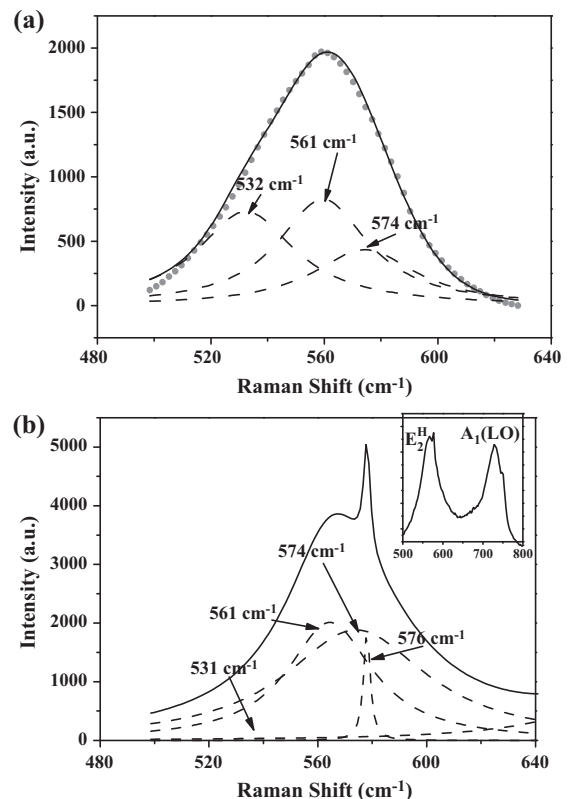 (a)
2000
1500
1000
500
0
Intensity (a.u.)
532 cm⁻¹
561 cm⁻¹
574 cm⁻¹
480 520 560 600 640
Raman Shift (cm⁻¹)
(b)
5000
4000
3000
2000
1000
0
Intensity (a.u.)
574 cm⁻¹
561 cm⁻¹
576 cm⁻¹
531 cm⁻¹
E₂ᴴ A₁(LO)
500 600 700 800
480 520 560 600 640
Raman Shift (cm⁻¹)